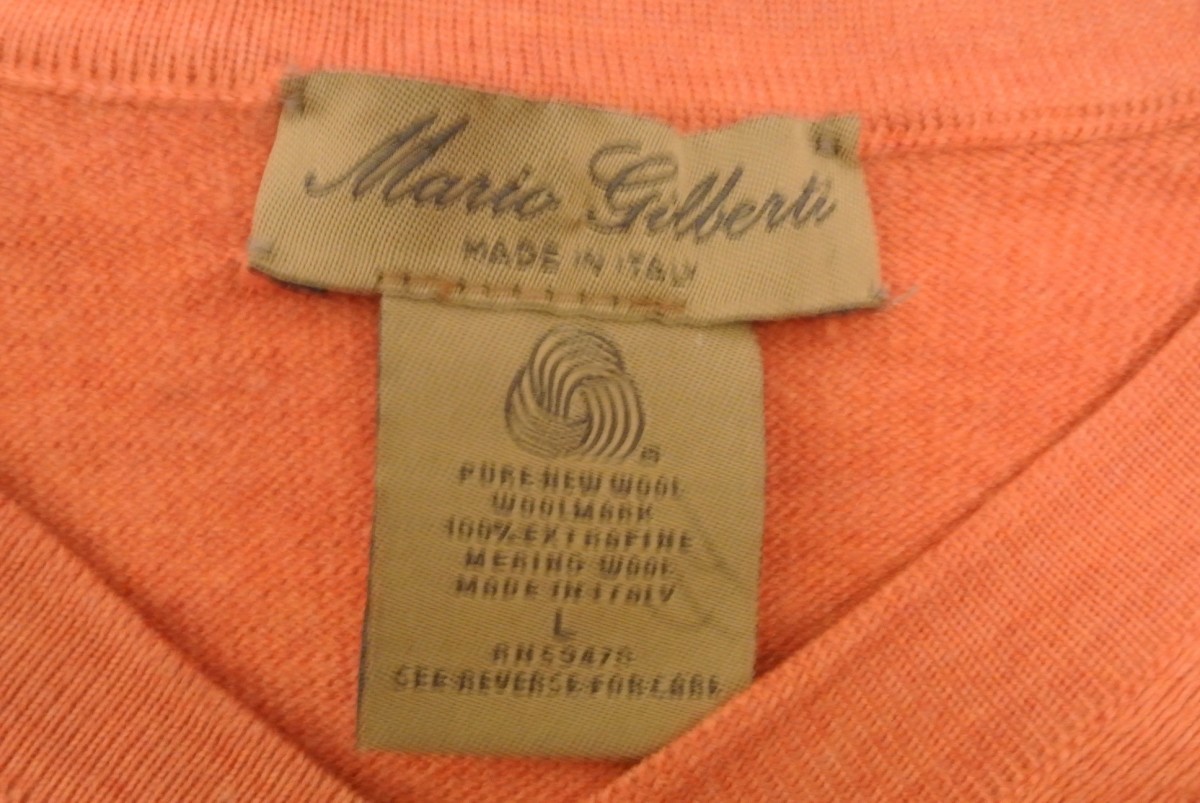 Mario Gilberti
MADE IN ITALY
PURE NEW WOOL
WOOLMARK
100% EXTRAFINE
MERINO WOOL
MADE IN ITALY
L
SEE REVERSE FOR CARE